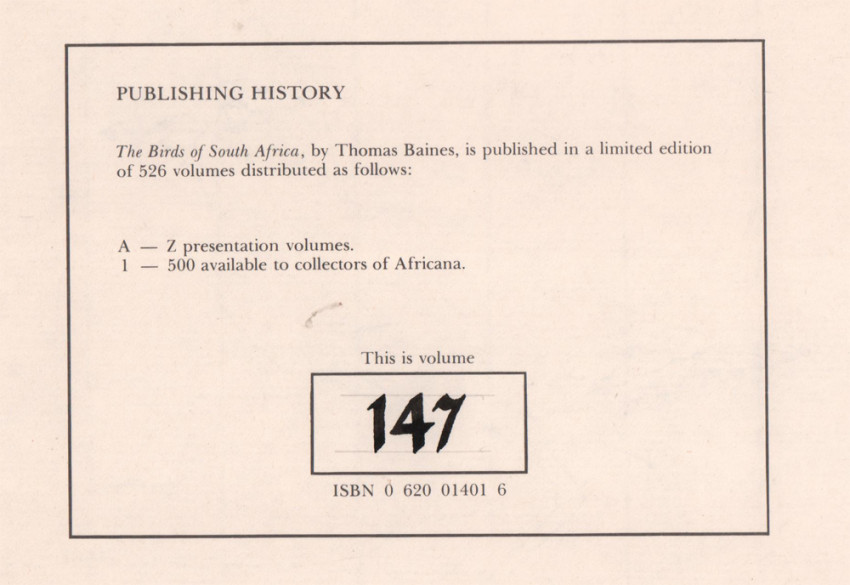 PUBLISHING HISTORY
The Birds of South Africa, by Thomas Baines, is published in a limited edition
of 526 volumes distributed as follows:
A — Z presentation volumes.
1 — 500 available to collectors of Africana.
This is volume
147
ISBN 0 620 01401 6